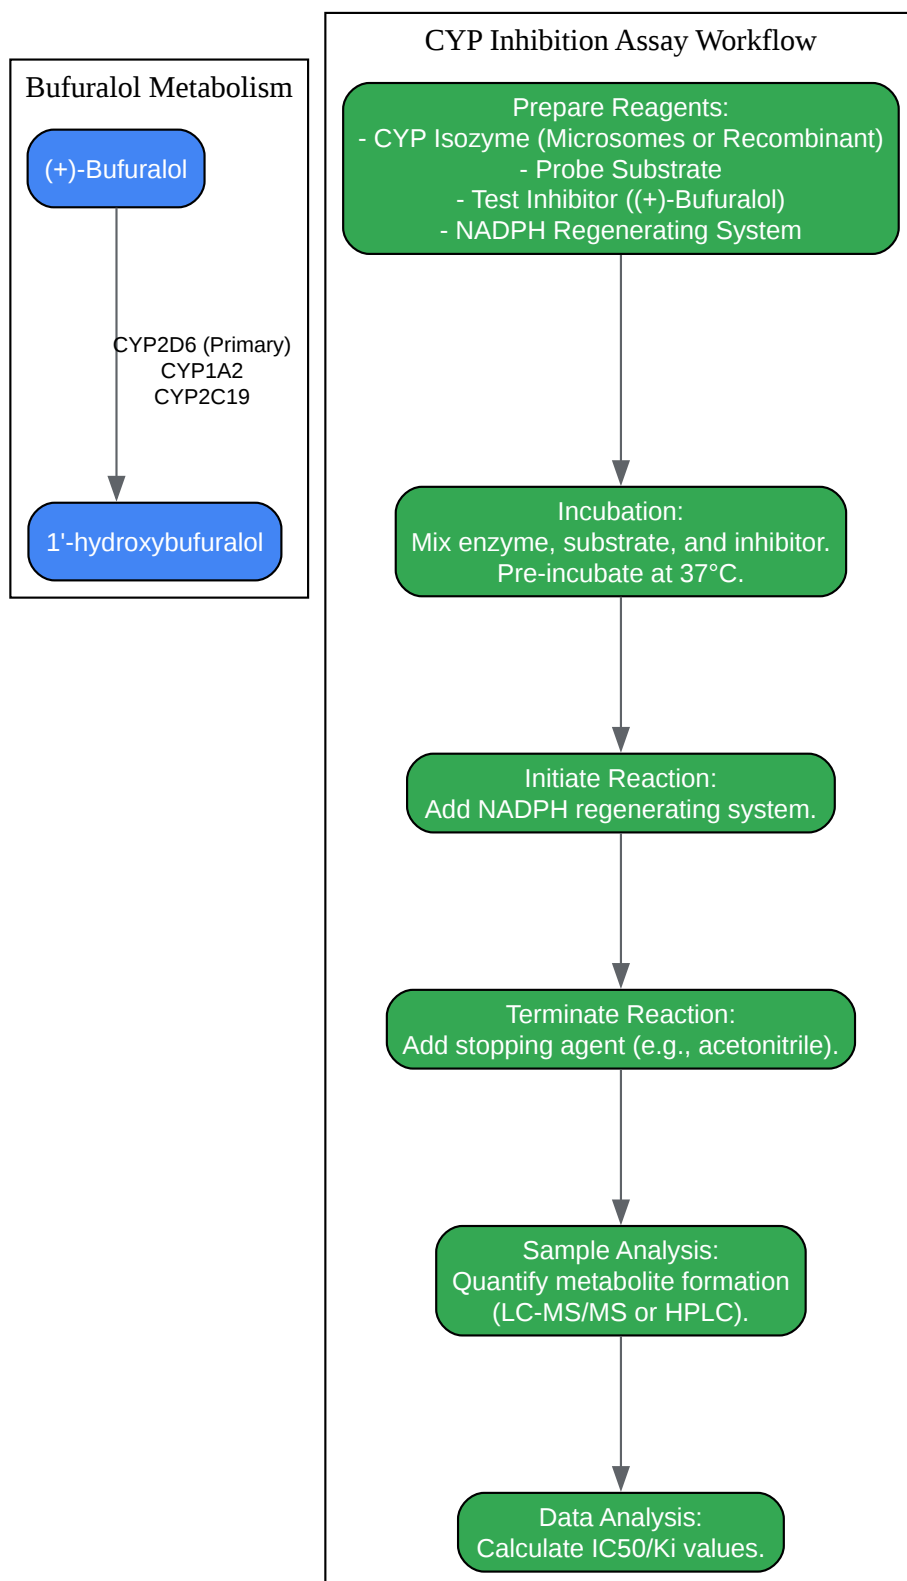 Bufuralol Metabolism
(+)-Bufuralol
CYP2D6 (Primary)
CYP1A2
CYP2C19
1'-hydroxybufuralol
CYP Inhibition Assay Workflow
Prepare Reagents:
- CYP Isozyme (Microsomes or Recombinant)
- Probe Substrate
- Test Inhibitor ((+)-Bufuralol)
- NADPH Regenerating System
Incubation:
Mix enzyme, substrate, and inhibitor.
Pre-incubate at 37°C.
Initiate Reaction:
Add NADPH regenerating system.
Terminate Reaction:
Add stopping agent (e.g., acetonitrile).
Sample Analysis:
Quantify metabolite formation
(LC-MS/MS or HPLC).
Data Analysis:
Calculate IC50/Ki values.